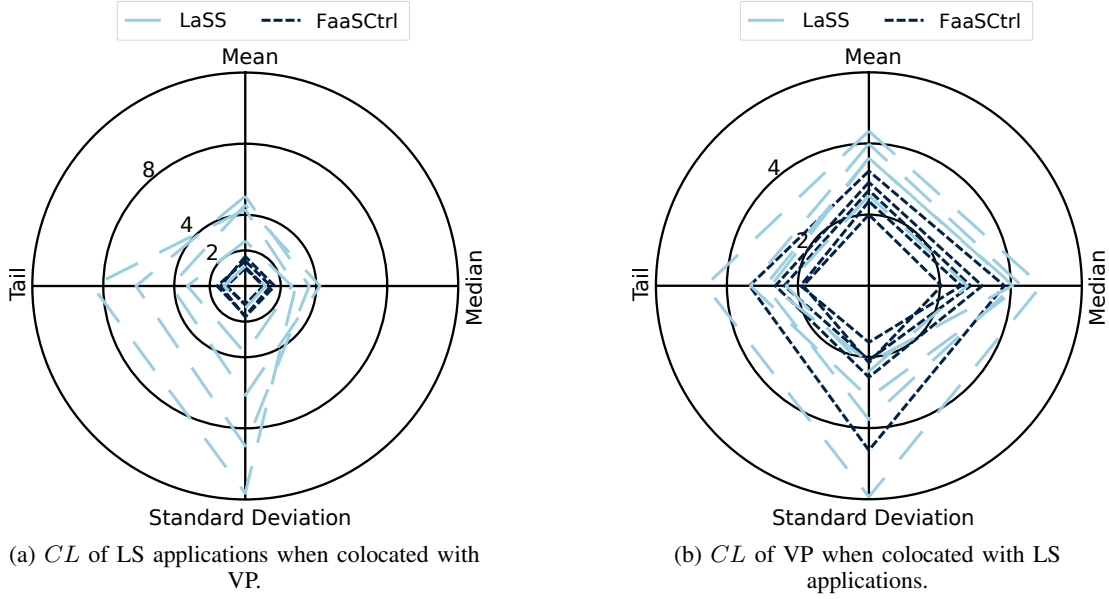 LaSS FaaSCtrl
Mean
8
4
2
Tail
Median
Standard Deviation
(a) CL of LS applications when colocated with
VP.
LaSS FaaSCtrl
Mean
4
2
Tail
Median
Standard Deviation
(b) CL of VP when colocated with LS
applications.